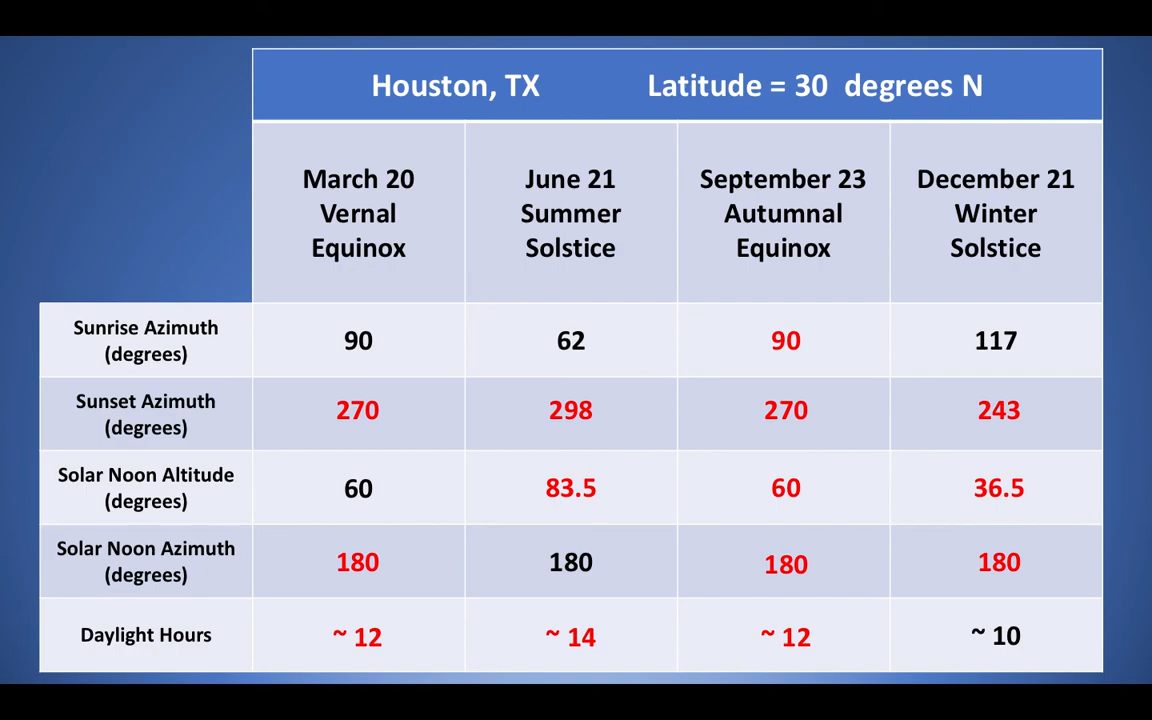 Houston, TX Latitude = 30 degrees N
March 20 June 21 September 23 December 21
Vernal Summer Autumnal Winter
Equinox Solstice Equinox Solstice
Sunrise Azimuth
(degrees) 90 62 90 117
Sunset Azimuth
(degrees) 270 298 270 243
Solar Noon Altitude
(degrees) 60 83.5 60 36.5
Solar Noon Azimuth
(degrees) 180 180 180 180
Daylight Hours ~ 12 ~ 14 ~ 12 ~ 10